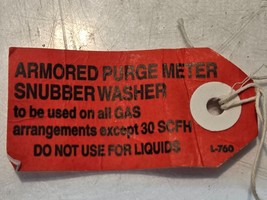 ARMORED PURGE METER
SNUBBER WASHER
to be used on all GAS
arrangements except 30 SCFH
DO NOT USE FOR LIQUIDS
L-760